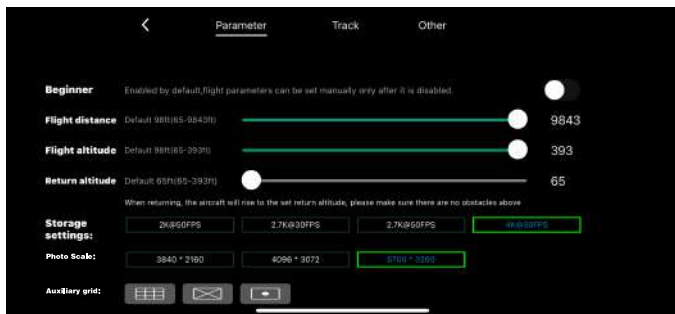 Parameter Track Other
Beginner Enabled by default,flight parameters can be set manually only after it is disabled.
Flight distance Default 98ft(65-9843ft) 9843
Flight altitude Default 98ft(65-393ft) 393
Return altitude Default 65ft(65-393ft) 65
When returning, the aircraft will rise to the set return altitude, please make sure there are no obstacles above
Storage settings: 2K@60FPS 2.7K@30FPS 2.7K@60FPS 4K@30FPS
Photo Scale: 3840 * 2160 4096 * 3072
Auxiliary grid: